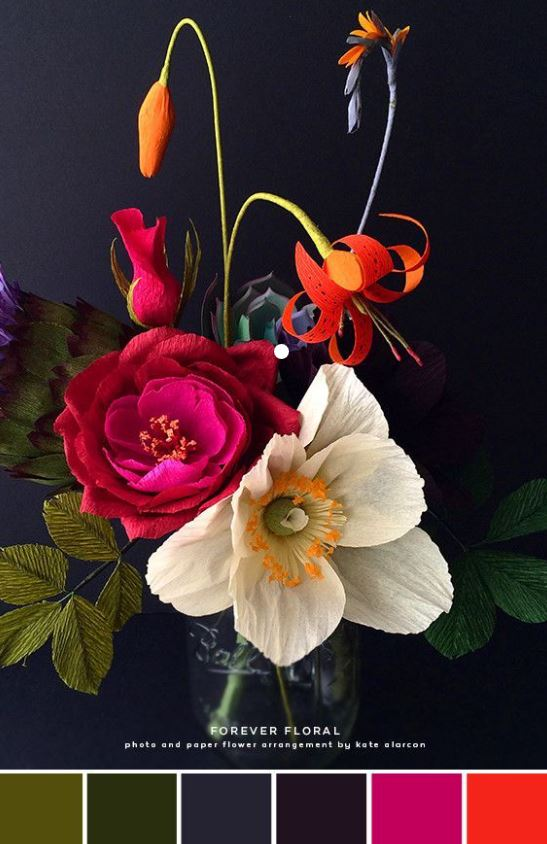 FOREVER FLORAL
photo and paper flower arrangement by kate alarcon